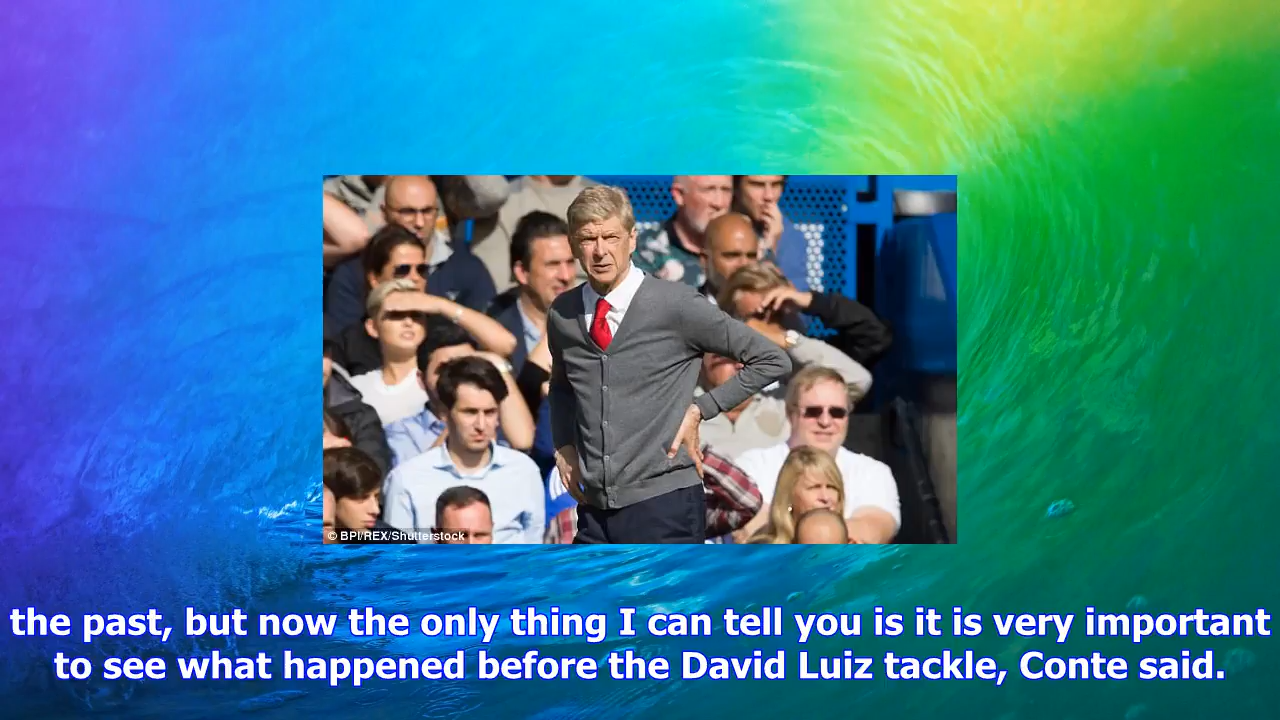 © BPI/REX/Shutterstock
the past, but now the only thing I can tell you is it is very important
to see what happened before the David Luiz tackle, Conte said.